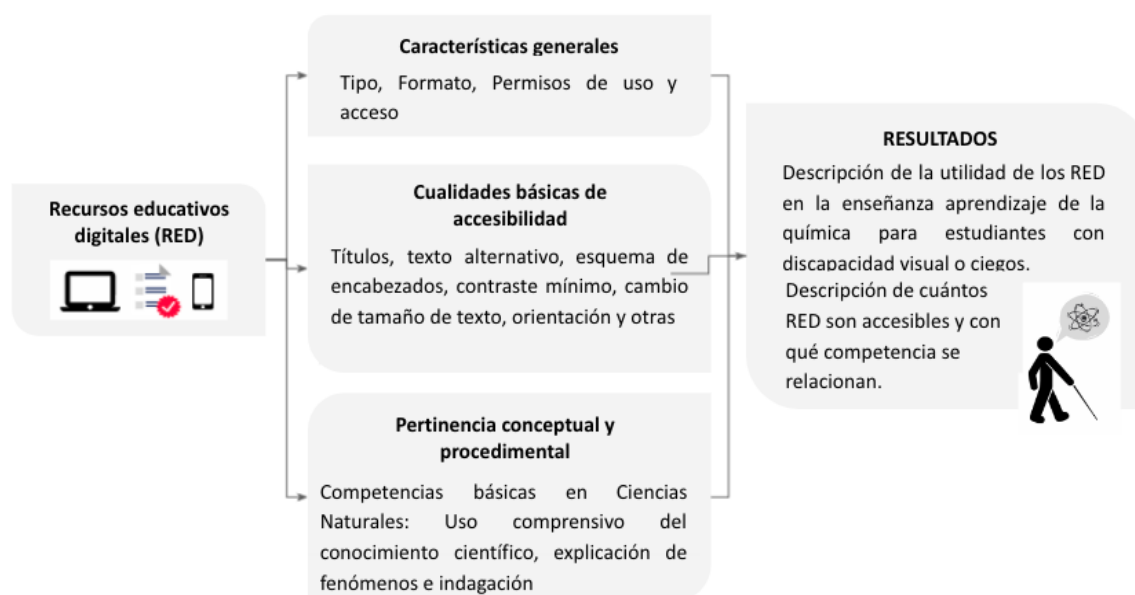 Recursos educativos
digitales (RED)
Características generales
Tipo, Formato, Permisos de uso y
acceso
Cualidades básicas de
accesibilidad
Títulos, texto alternativo, esquema de
encabezados, contraste mínimo, cambio
de tamaño de texto, orientación y otras
Pertinencia conceptual y
procedimental
Competencias básicas en Ciencias
Naturales: Uso comprensivo del
conocimiento científico, explicación de
fenómenos e indagación
RESULTADOS
Descripción de la utilidad de los RED
en la enseñanza aprendizaje de la
química para estudiantes con
discapacidad visual o ciegos.
Descripción de cuántos
RED son accesibles y con
qué competencia se
relacionan.